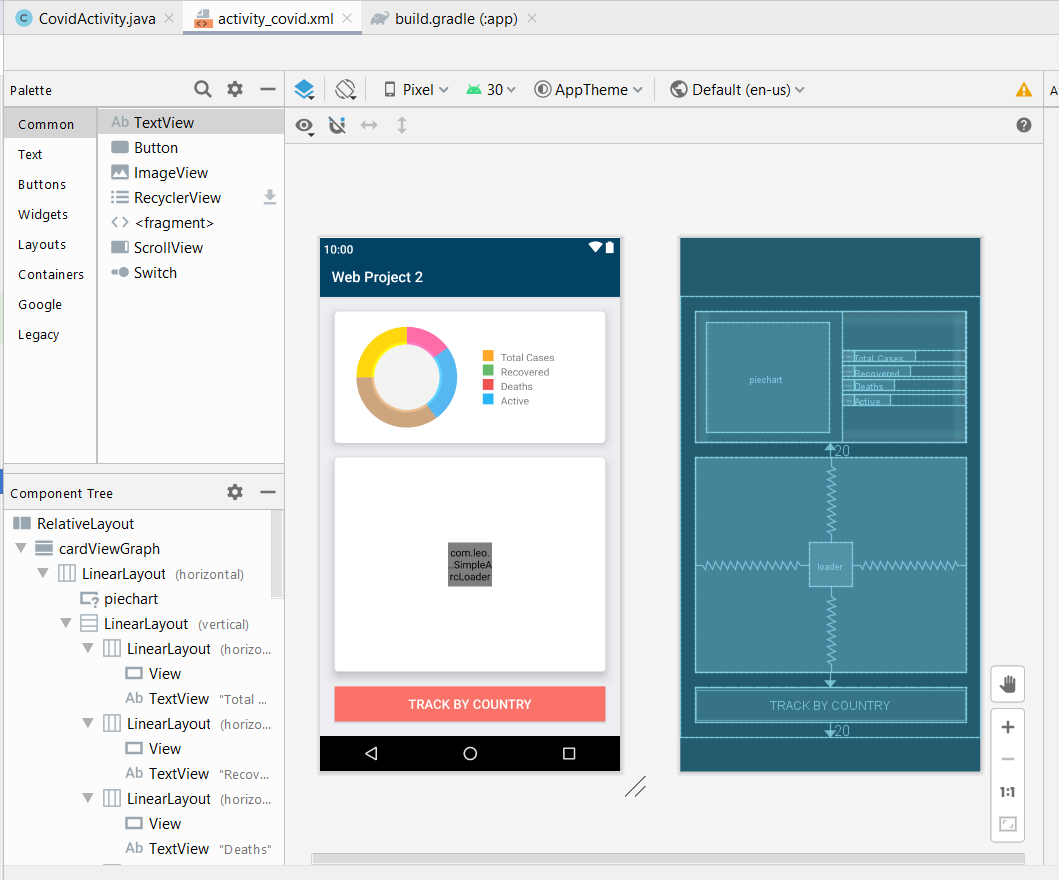 CovidActivity.java
activity_covid.xml
build.gradle (:app)
Palette
Pixel
30
AppTheme
Default (en-us)
A
Common
Text
Buttons
Widgets
Layouts
Containers
Google
Legacy
Ab TextView
Button
ImageView
RecyclerView
<> <fragment>
ScrollView
Switch
10:00
Web Project 2
Total Cases
Recovered
Deaths
Active
com.leo.
..SimpleA
rcLoader
TRACK BY COUNTRY
piechart
Total Cases
Recovered
Deaths
Active
20
loader
TRACK BY COUNTRY
20
1:1
Component Tree
RelativeLayout
cardViewGraph
LinearLayout (horizontal)
piechart
LinearLayout (vertical)
LinearLayout (horizo...
View
Ab TextView "Total ...
LinearLayout (horizo...
View
Ab TextView "Recov...
LinearLayout (horizo...
View
Ab TextView "Deaths"